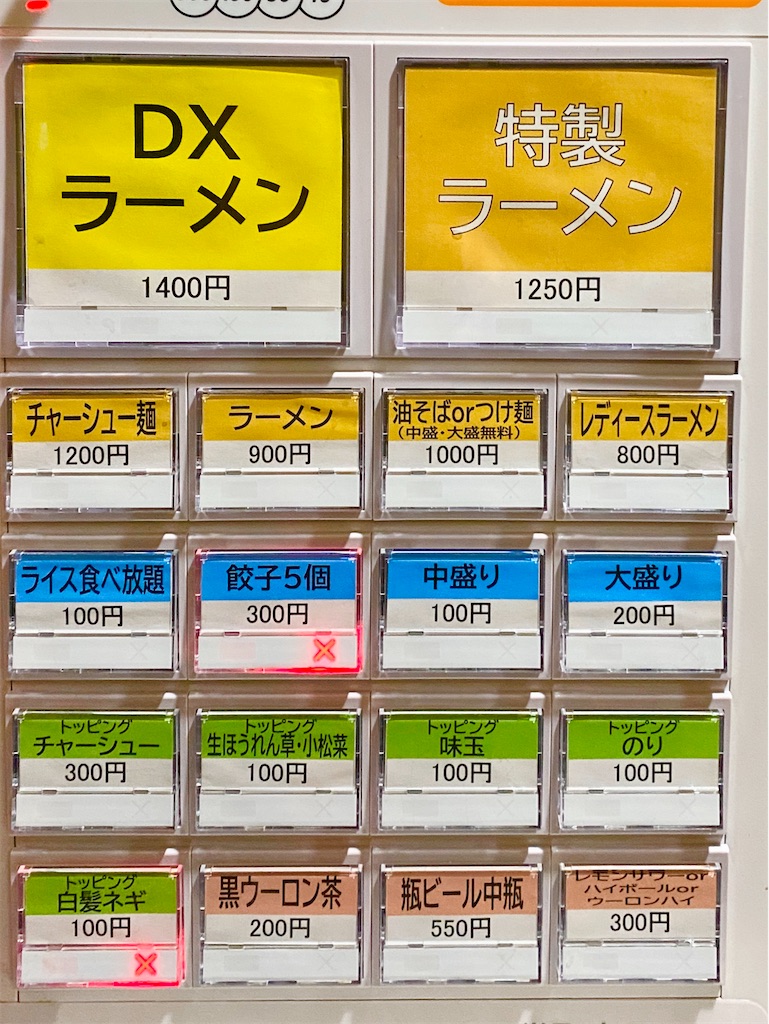 DX
ラーメン
1400円
特製
ラーメン
1250円
チャーシュー麺
1200円
ラーメン
900円
油そばorつけ麺
(中盛・大盛無料)
1000円
レディースラーメン
800円
ライス食べ放題
100円
餃子5個
300円
×
中盛り
100円
大盛り
200円
トッピング
チャーシュー
300円
トッピング
生ほうれん草・小松菜
100円
トッピング
味玉
100円
トッピング
のり
100円
トッピング
白髪ネギ
100円
×
黒ウーロン茶
200円
瓶ビール中瓶
550円
レモンサワーor
ハイボールor
ウーロンハイ
300円